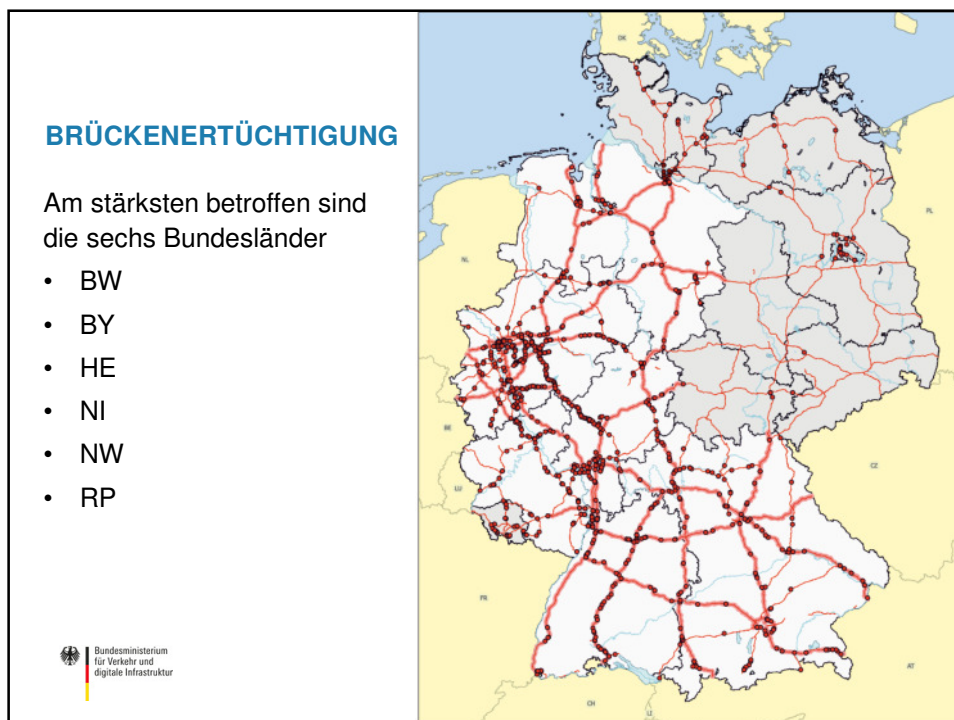 BRÜCKENERTÜCHTIGUNG
Am stärksten betroffen sind
die sechs Bundesländer
• BW
• BY
• HE
• NI
• NW
• RP
Bundesministerium
für Verkehr und
digitale Infrastruktur
DK
PL
NL
BE
LU
CZ
FR
AT
CH
LI